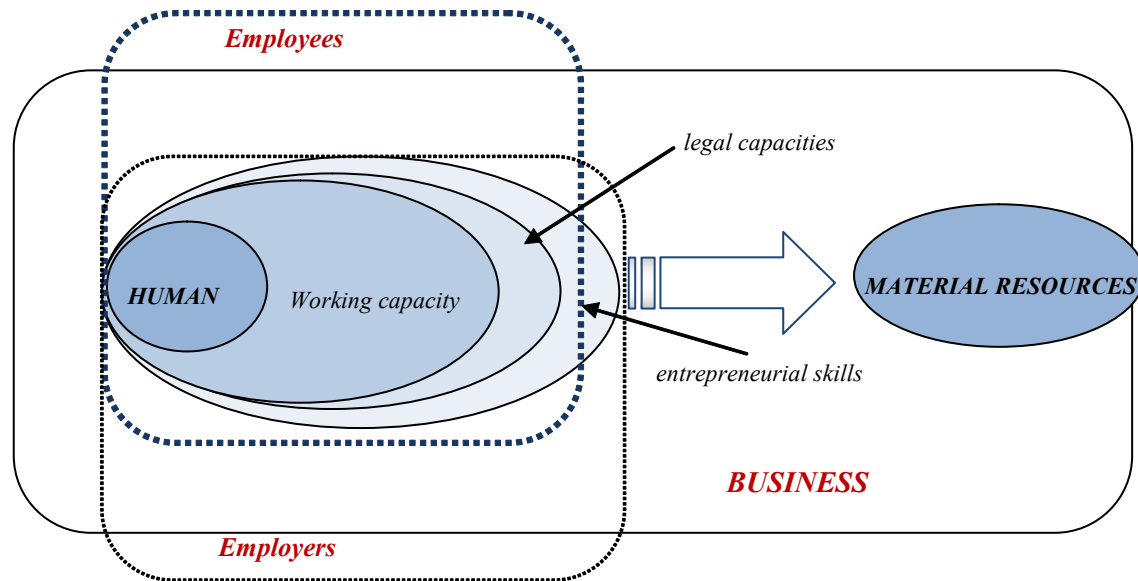 Employees
legal capacities
HUMAN
Working capacity
MATERIAL RESOURCES
entrepreneurial skills
BUSINESS
Employers